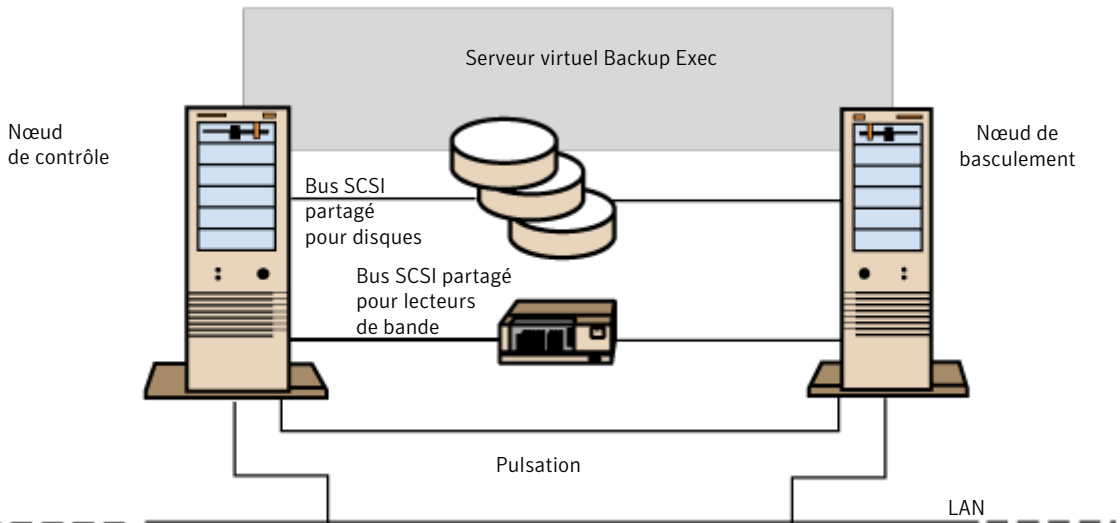 Serveur virtuel Backup Exec
Nœud
de contrôle
Nœud de
basculement
Bus SCSI
partagé
pour disques
Bus SCSI partagé
pour lecteurs
de bande
Pulsation
LAN